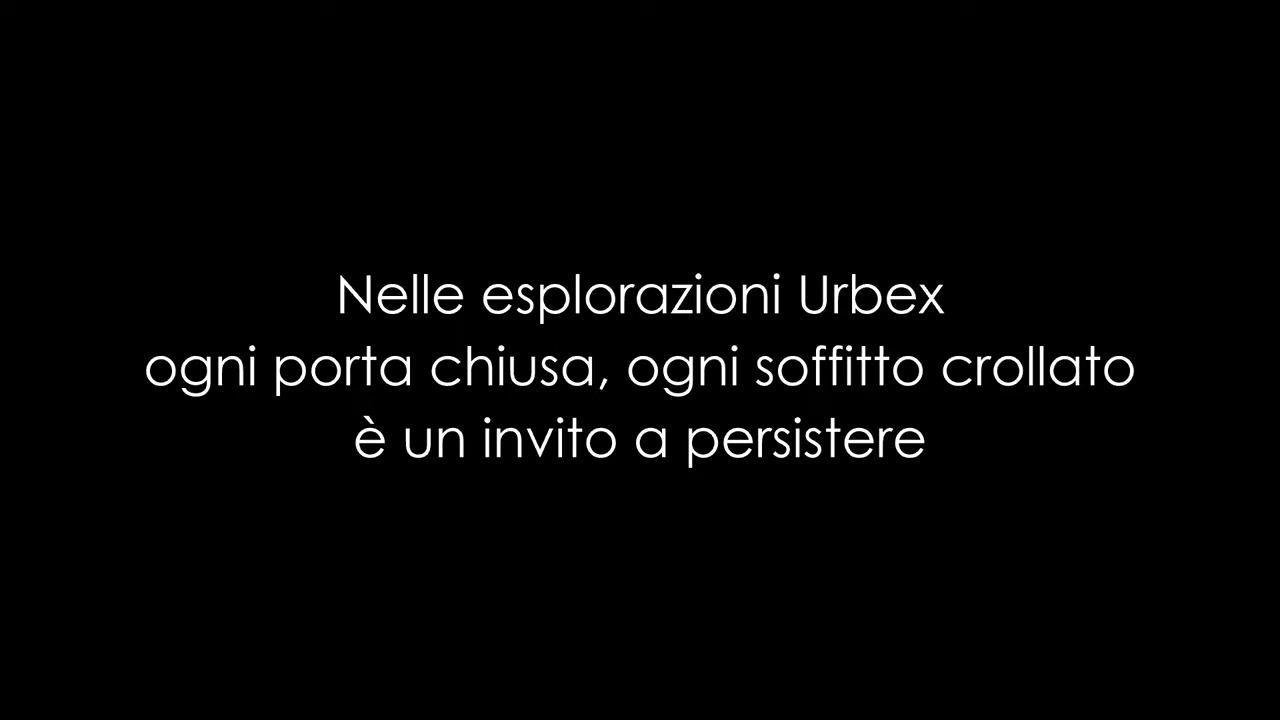 Nelle esplorazioni Urbex
ogni porta chiusa, ogni soffitto crollato
è un invito a persistere